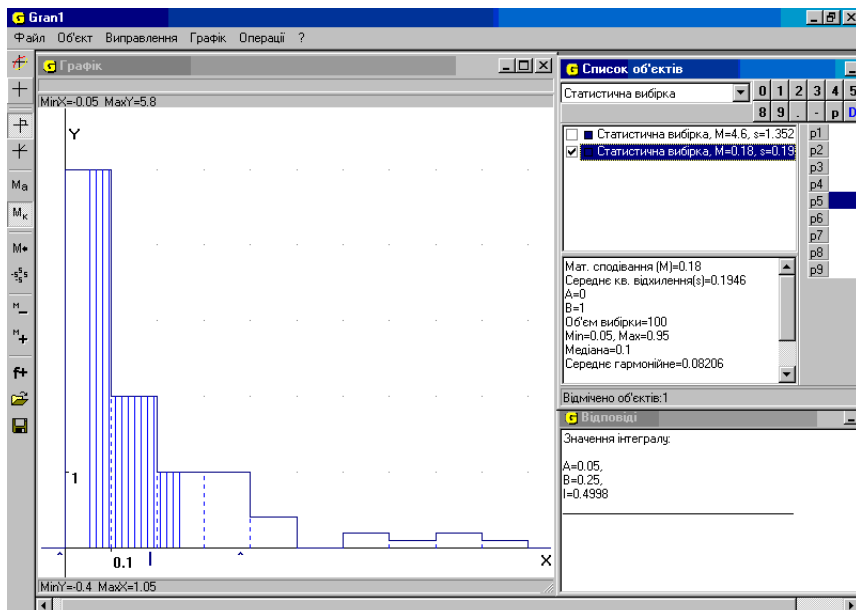 Gran1
Файл Об'єкт Виправлення Графік Операції ?
Графік
MinX=-0.05 MaxY=5.8
Y
1
0.1
X
MinY=-0.4 MaxX=1.05
Ma
Мк
M
-s s s
M
M
f+
Список об'єктів
Статистична вибірка
0 1 2 3 4 5
8 9 . - p D
Статистична вибірка, M=4.6, s=1.352
Статистична вибірка, M=0.18, s=0.19
p1
p2
p3
p4
p5
p6
p7
p8
p9
Мат. сподівання (M)=0.18
Середнє кв. відхилення(s)=0.1946
A=0
B=1
Об'єм вибірки=100
Min=0.05, Max=0.95
Медіана=0.1
Середнє гармонійне=0.08206
Відмічено об'єктів:1
Відповіді
Значення інтегралу:
A=0.05,
B=0.25,
I=0.4998